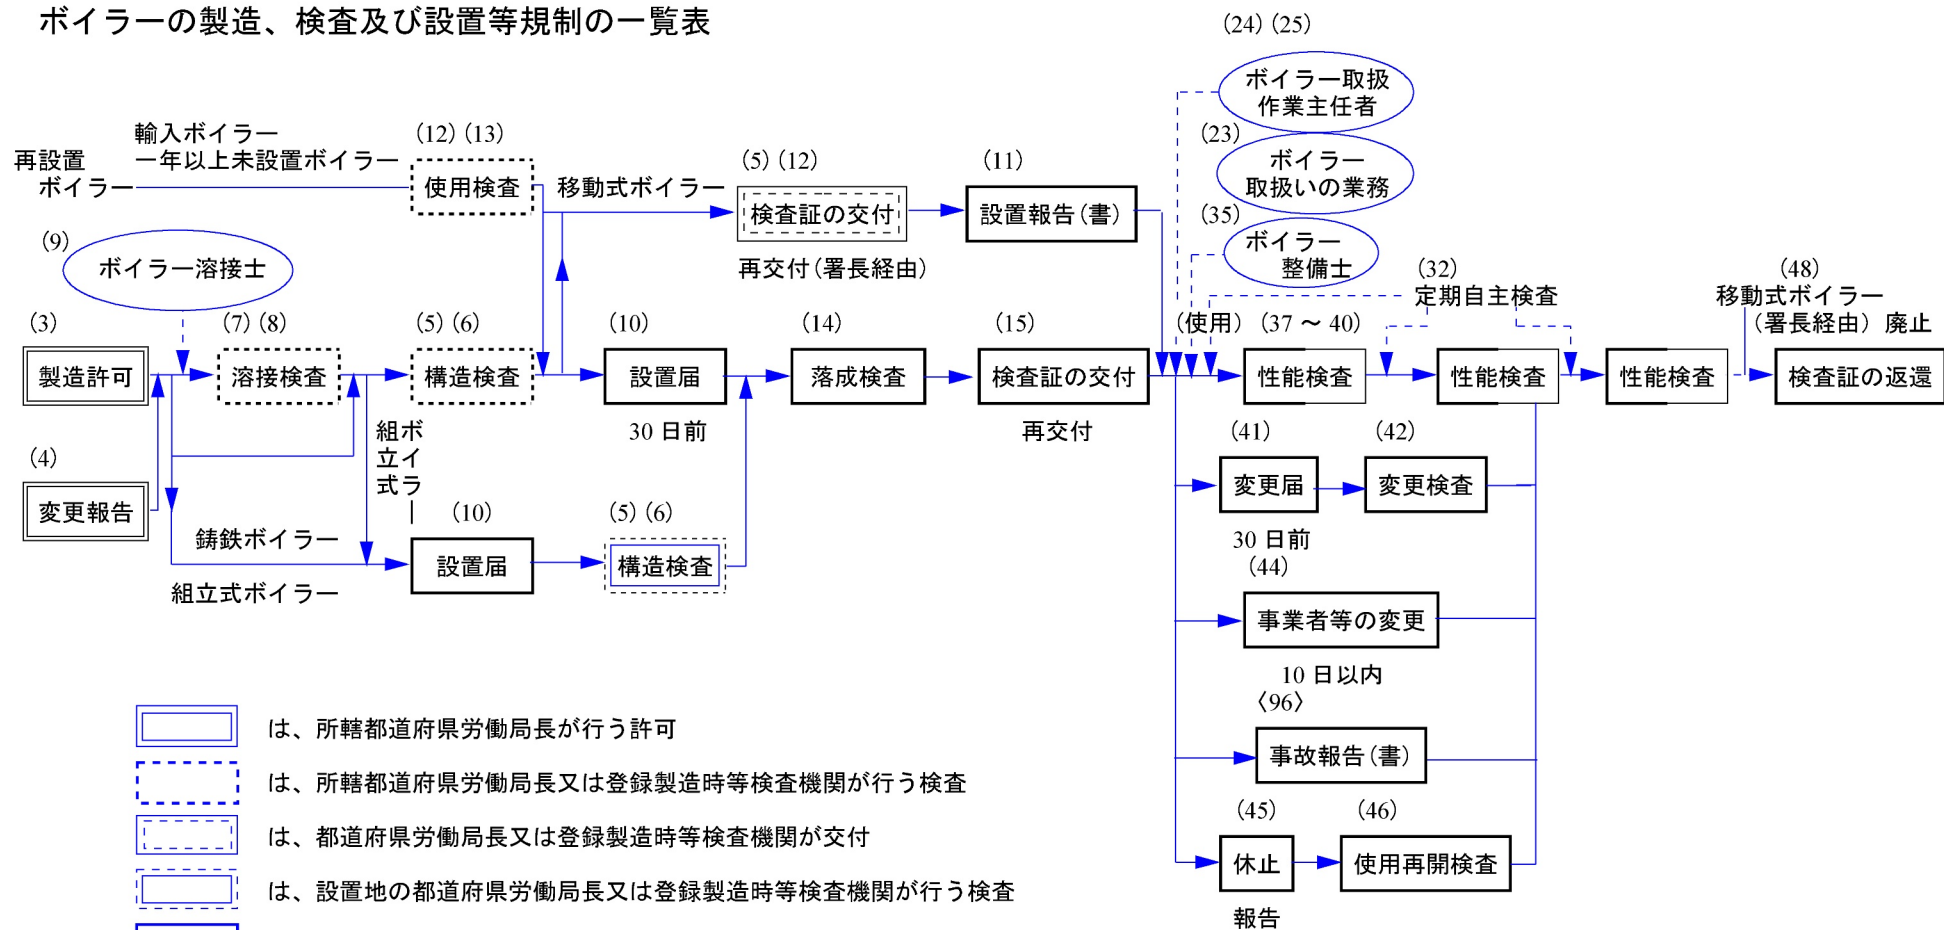 ボイラーの製造、検査及び設置等規制の一覧表
(24)(25)
ボイラー取扱
作業主任者
(23)
ボイラー
取扱いの業務
(35)
ボイラー
整備士
輸入ボイラー
一年以上未設置ボイラー
再設置
ボイラー
(12)(13)
使用検査
移動式ボイラー
(5)(12)
検査証の交付
再交付(署長経由)
(11)
設置報告(書)
(9)
ボイラー溶接士
(32)
定期自主検査
(48)
移動式ボイラー
(署長経由)廃止
(3)
製造許可
(7)(8)
溶接検査
(5)(6)
構造検査
(10)
設置届
30 日前
(14)
落成検査
(15)
検査証の交付
再交付
(使用)
(37 〜 40)
性能検査
性能検査
性能検査
検査証の返還
(4)
変更報告
組立式
ボイラー
鋳鉄ボイラー
組立式ボイラー
(10)
設置届
(5)(6)
構造検査
(41)
変更届
30 日前
(42)
変更検査
(44)
事業者等の変更
10 日以内
〈96〉
事故報告(書)
(45)
休止
報告
(46)
使用再開検査
は、所轄都道府県労働局長が行う許可
は、所轄都道府県労働局長又は登録製造時等検査機関が行う検査
は、都道府県労働局長又は登録製造時等検査機関が交付
は、設置地の都道府県労働局長又は登録製造時等検査機関が行う検査